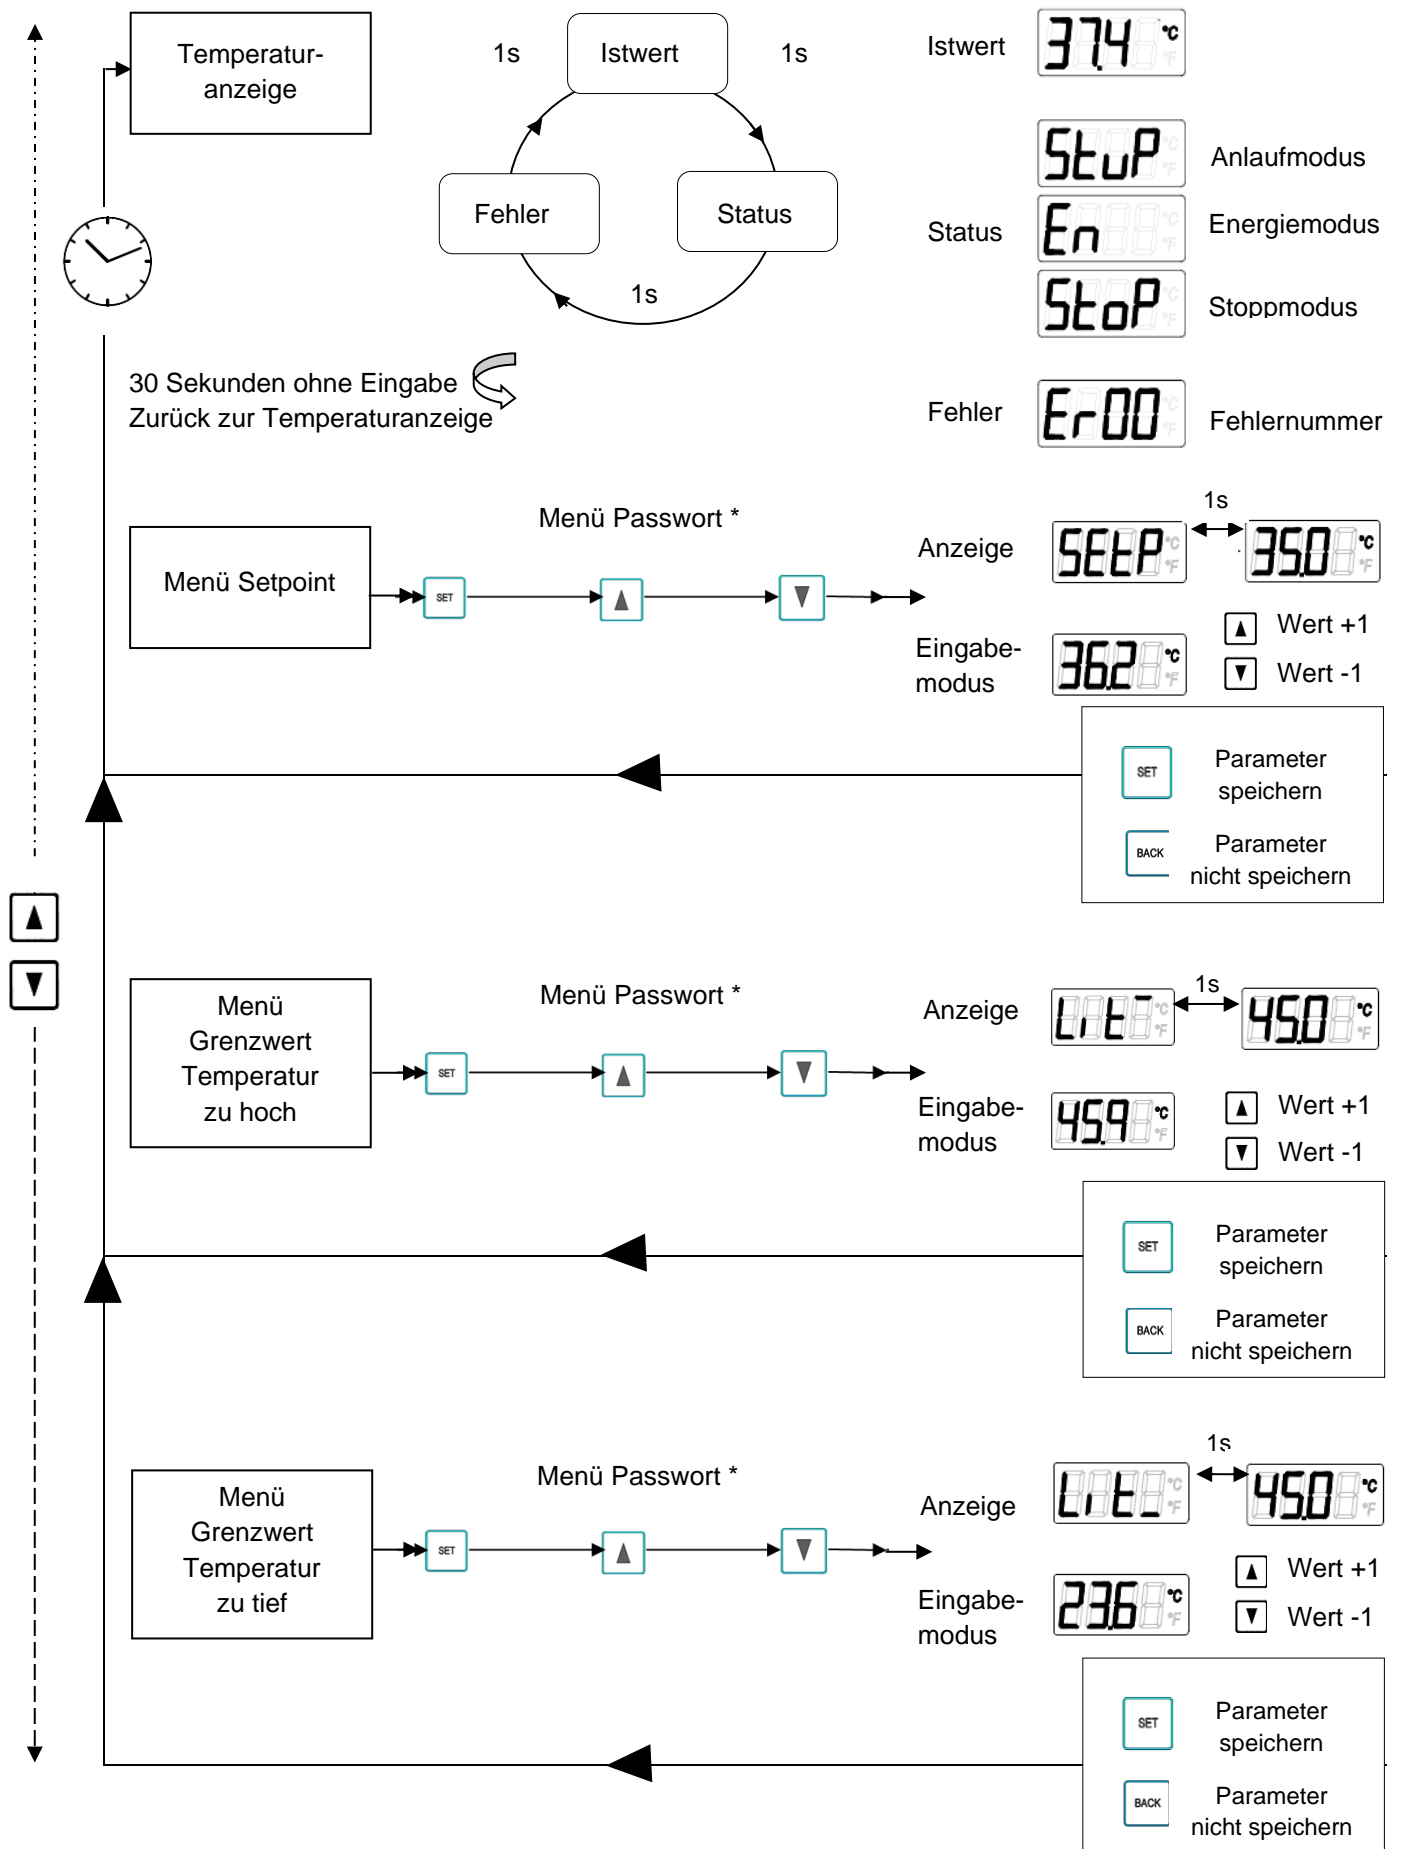 Temperatur-
anzeige
1s
Istwert
1s
Fehler
Status
1s
Istwert
37.4 °C °F
StuP °C °F
Anlaufmodus
Status
En °C °F
Energiemodus
StoP °C °F
Stoppmodus
30 Sekunden ohne Eingabe
Zurück zur Temperaturanzeige
Fehler
Er00 °C °F
Fehlernummer
Menü Setpoint
Menü Passwort *
SET
Anzeige
SEtP °C °F
1s
35.0 °C °F
Eingabe-
modus
36.2 °C °F
Wert +1
Wert -1
SET
Parameter
speichern
BACK
Parameter
nicht speichern
Menü
Grenzwert
Temperatur
zu hoch
Menü Passwort *
SET
Anzeige
Lit¯ °C °F
1s
45.0 °C °F
Eingabe-
modus
45.9 °C °F
Wert +1
Wert -1
SET
Parameter
speichern
BACK
Parameter
nicht speichern
Menü
Grenzwert
Temperatur
zu tief
Menü Passwort *
SET
Anzeige
Lit_ °C °F
1s
45.0 °C °F
Eingabe-
modus
23.6 °C °F
Wert +1
Wert -1
SET
Parameter
speichern
BACK
Parameter
nicht speichern